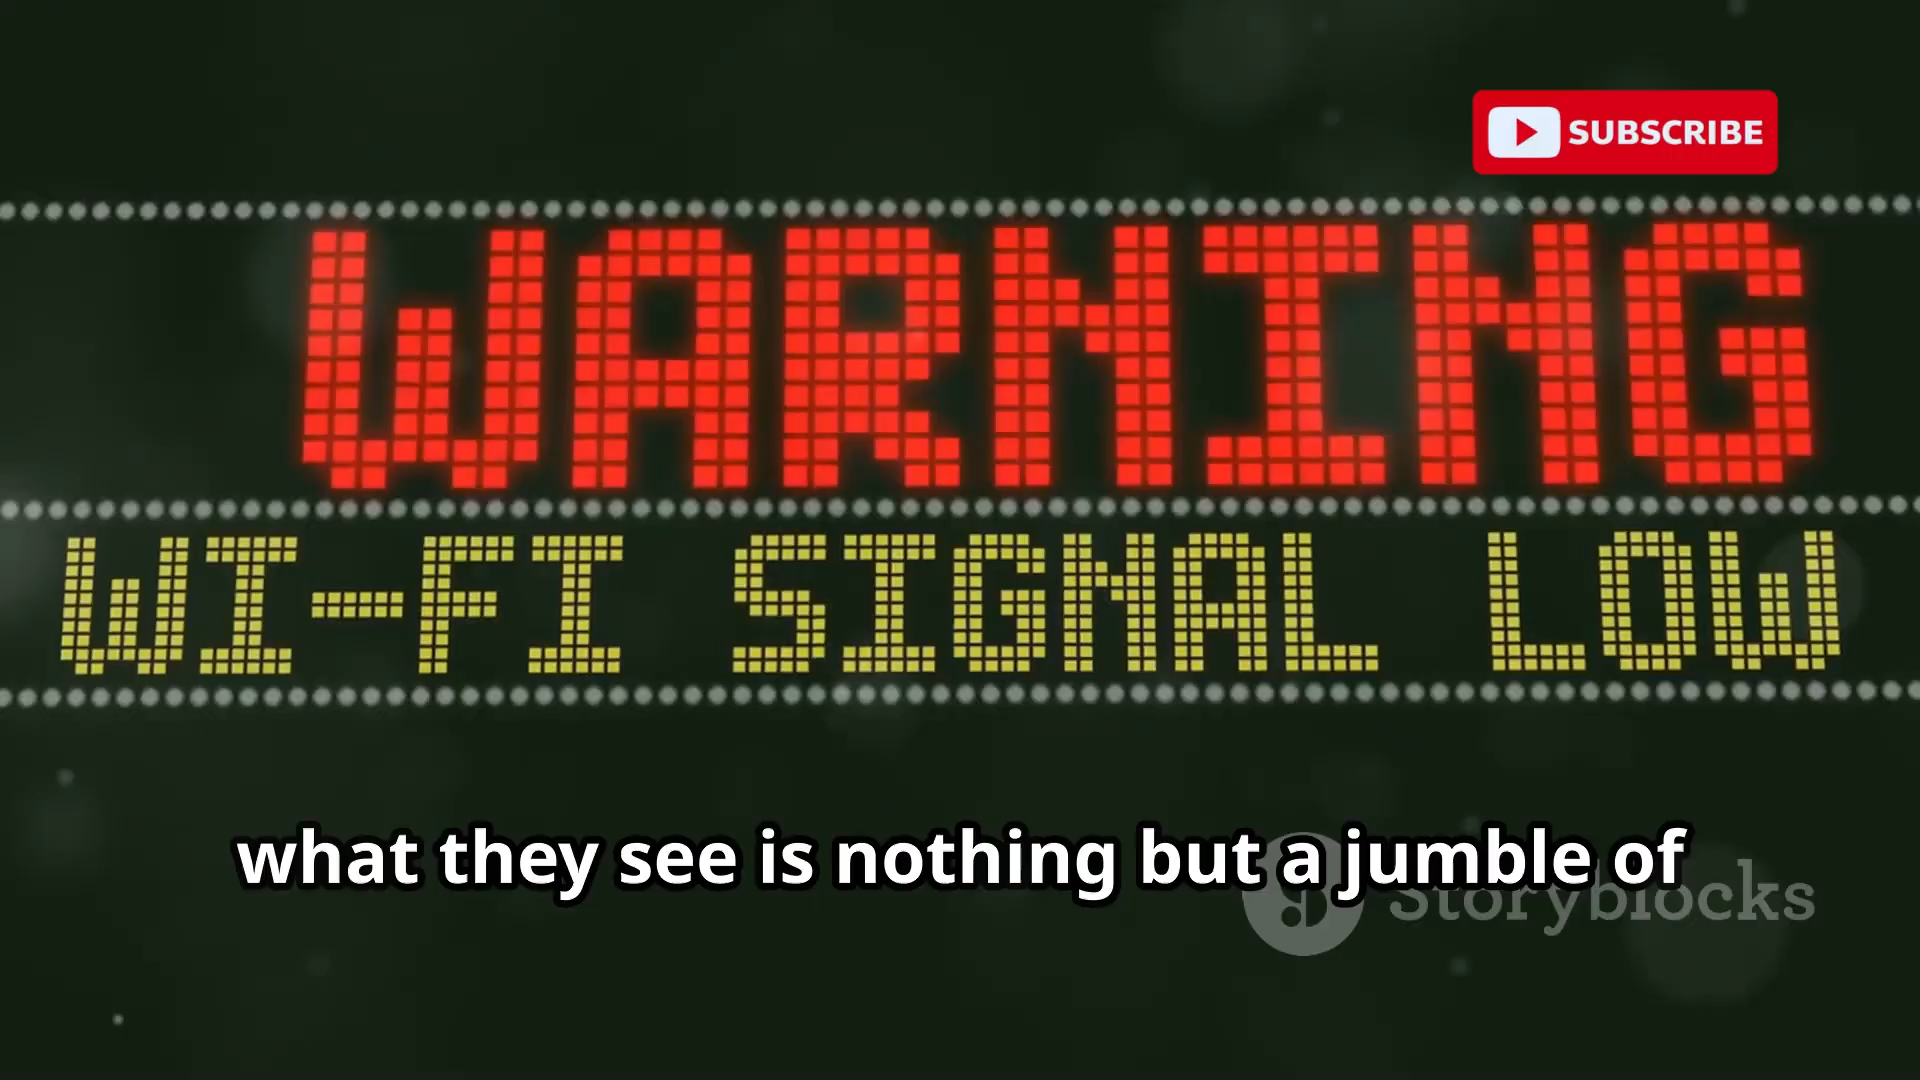 SUBSCRIBE
WARNING
WI-FI SIGNAL LOW
what they see is nothing but a jumble of
Storyblocks